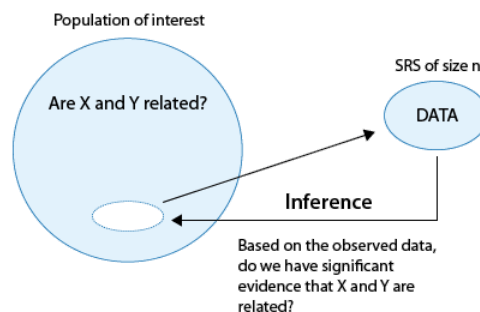 Population of interest
SRS of size n
Are X and Y related?
DATA
Inference
Based on the observed data,
do we have significant
evidence that X and Y are
related?